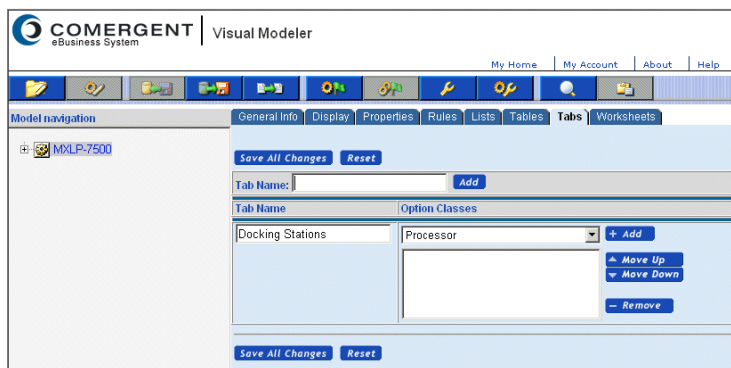 COMERGENT
eBusiness System
Visual Modeler
My Home My Account About Help
Model navigation
General Info Display Properties Rules Lists Tables Tabs Worksheets
MXLP-7500
Save All Changes Reset
Tab Name: Add
Tab Name Option Classes
Docking Stations Processor + Add
Move Up
Move Down
− Remove
Save All Changes Reset